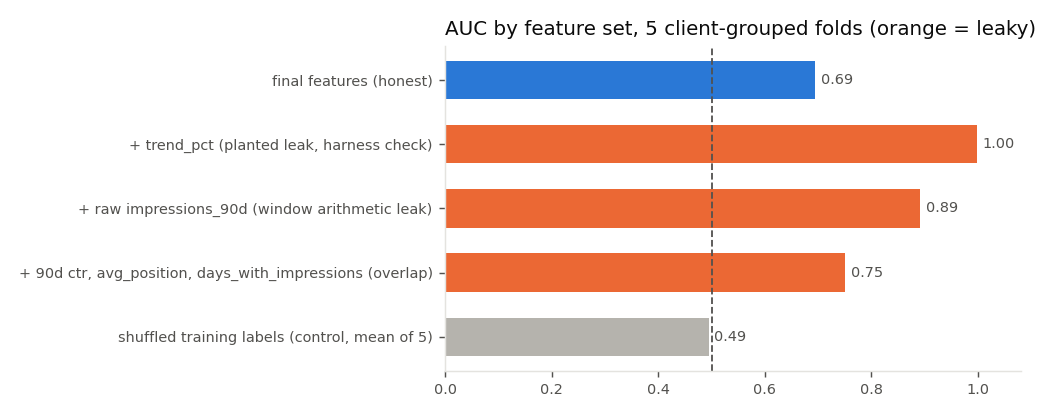 AUC by feature set, 5 client-grouped folds (orange = leaky)
final features (honest)
0.69
+ trend_pct (planted leak, harness check)
1.00
+ raw impressions_90d (window arithmetic leak)
0.89
+ 90d ctr, avg_position, days_with_impressions (overlap)
0.75
shuffled training labels (control, mean of 5)
0.49
0.0 0.2 0.4 0.6 0.8 1.0